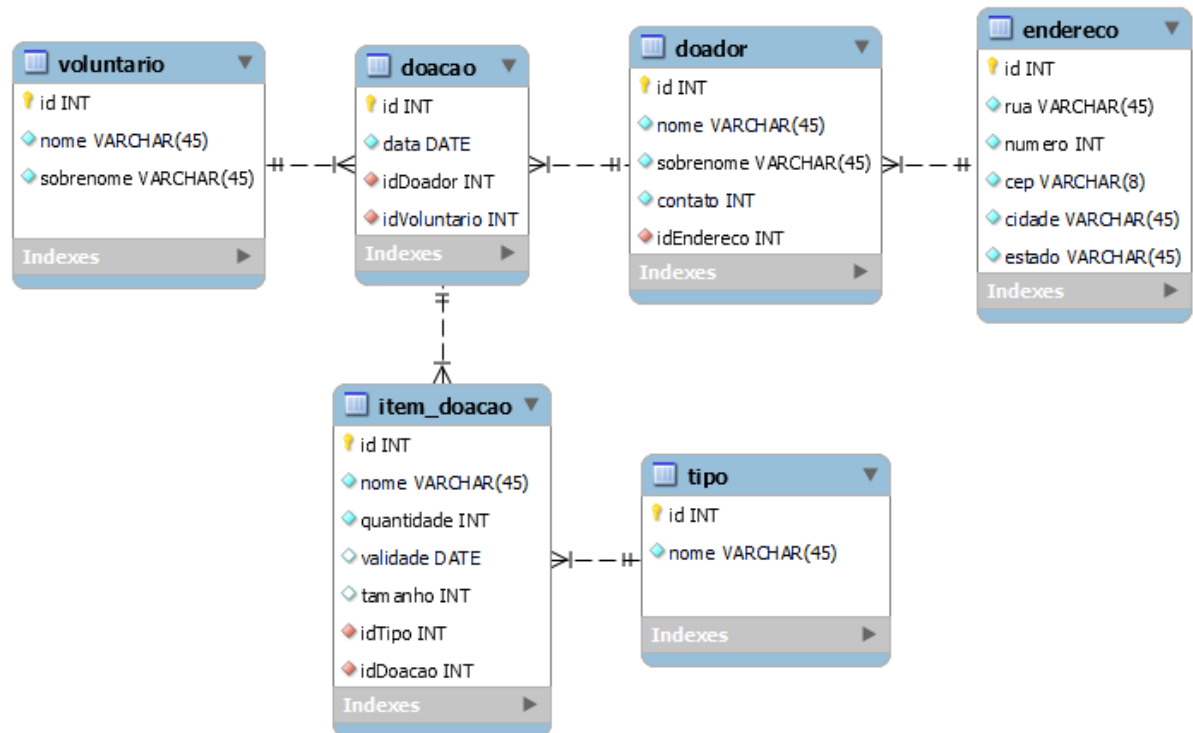 voluntario
id INT
nome VARCHAR(45)
sobrenome VARCHAR(45)
Indexes
doacao
id INT
data DATE
idDoador INT
idVoluntario INT
Indexes
doador
id INT
nome VARCHAR(45)
sobrenome VARCHAR(45)
contato INT
idEndereco INT
Indexes
endereco
id INT
rua VARCHAR(45)
numero INT
cep VARCHAR(8)
cidade VARCHAR(45)
estado VARCHAR(45)
Indexes
item_doacao
id INT
nome VARCHAR(45)
quantidade INT
validade DATE
tamanho INT
idTipo INT
idDoacao INT
Indexes
tipo
id INT
nome VARCHAR(45)
Indexes